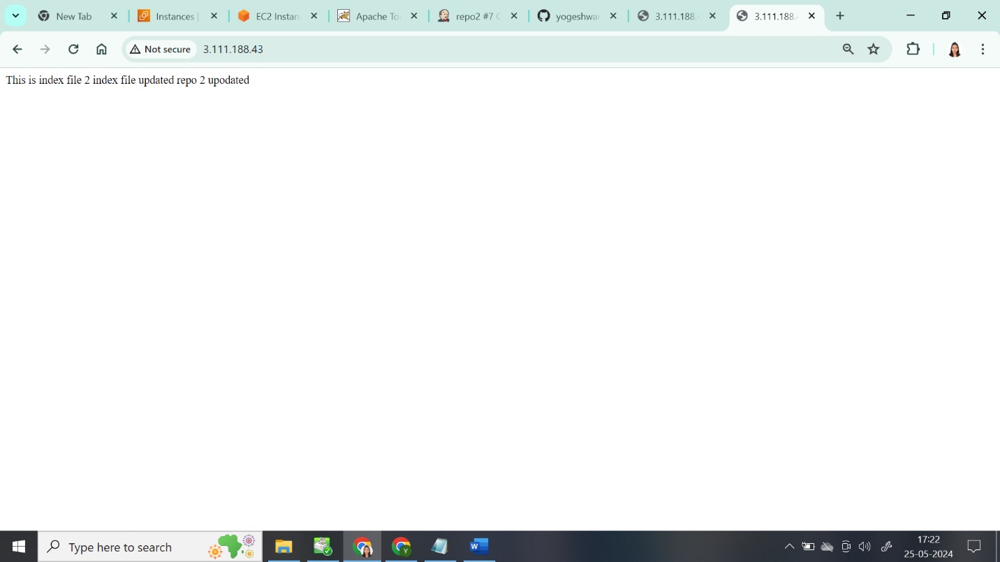 New Tab
Instances |
EC2 Instan
Apache To
repo2 #7 C
yogeshwa
3.111.188.
3.111.188.
Not secure
3.111.188.43
This is index file 2 index file updated repo 2 upodated
Type here to search
Y
W
17:22
25-05-2024